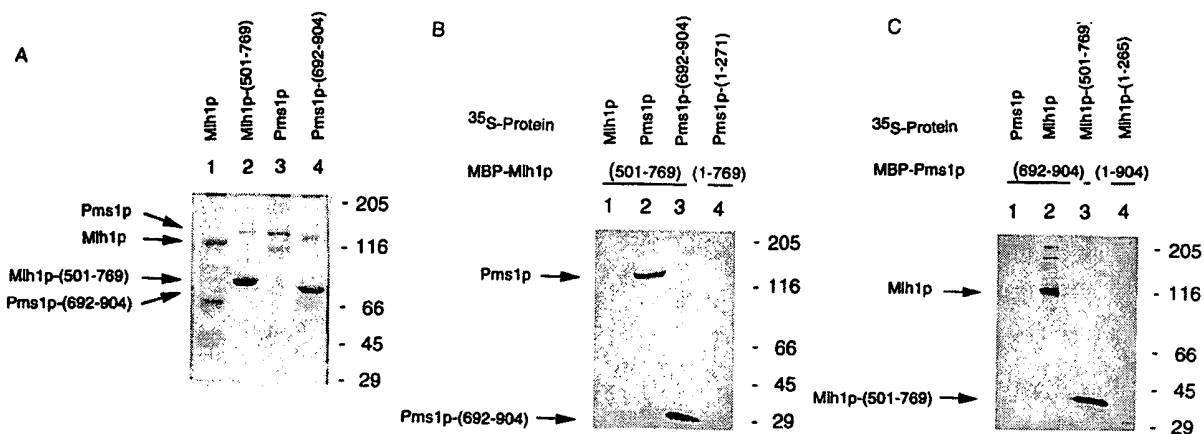 A
Mlh1p
Mlh1p-(501-769)
Pms1p
Pms1p-(692-904)
1 2 3 4
Pms1p
Mlh1p
Mlh1p-(501-769)
Pms1p-(692-904)
- 205
- 116
- 66
- 45
- 29
B
35S-Protein
Mlh1p
Pms1p
Pms1p-(692-904)
Pms1p-(1-271)
MBP-Mlh1p (501-769) (1-769)
1 2 3 4
Pms1p
Pms1p-(692-904)
- 205
- 116
- 66
- 45
- 29
C
35S-Protein
Pms1p
Mlh1p
Mlh1p-(501-769)
Mlh1p-(1-265)
MBP-Pms1p (692-904) (1-904)
1 2 3 4
Mlh1p
Mlh1p-(501-769)
- 205
- 116
- 66
- 45
- 29